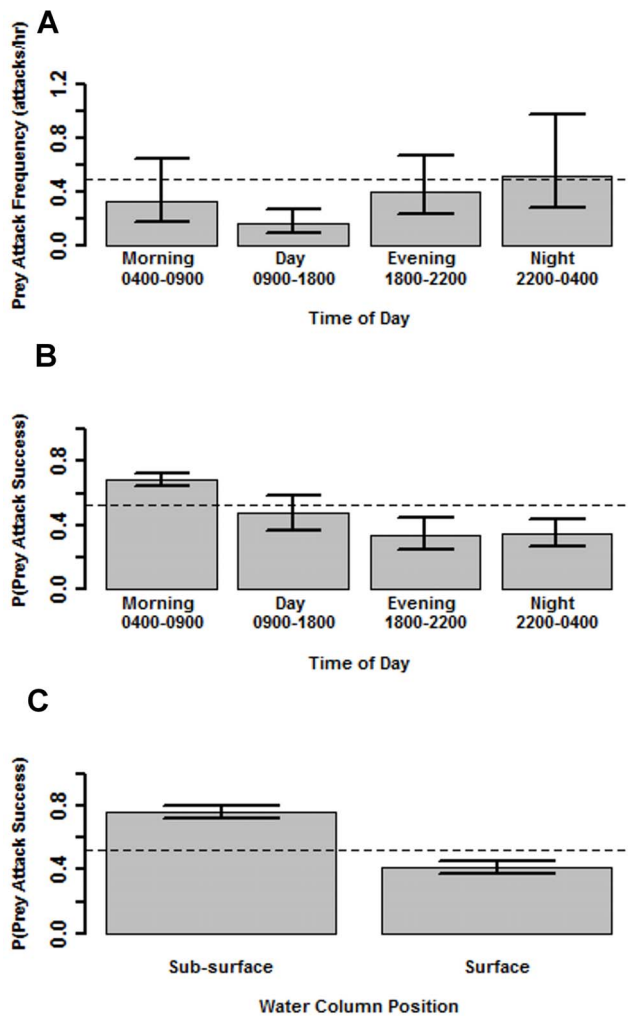 A
Prey Attack Frequency (attacks/hr)
1.2
0.8
0.4
0.0
Morning Day Evening Night
0400-0900 0900-1800 1800-2200 2200-0400
Time of Day
B
P(Prey Attack Success)
0.8
0.4
0.0
Morning Day Evening Night
0400-0900 0900-1800 1800-2200 2200-0400
Time of Day
C
P(Prey Attack Success)
0.8
0.4
0.0
Sub-surface Surface
Water Column Position